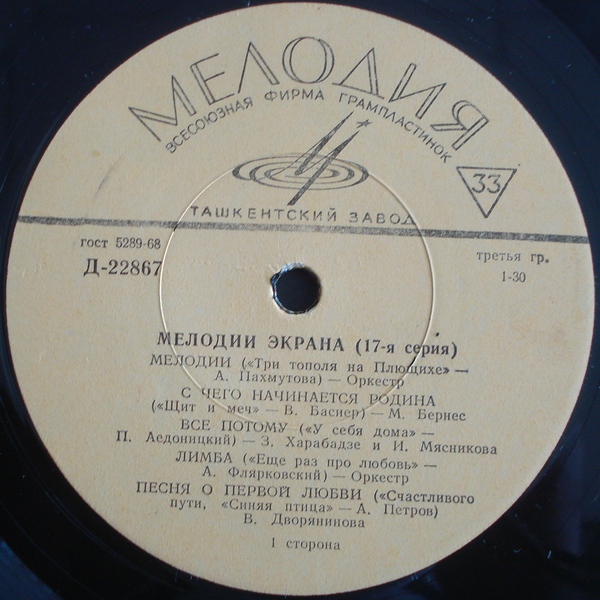 МЕЛОДИЯ
ВСЕСОЮЗНАЯ ФИРМА ГРАМПЛАСТИНОК
33
ТАШКЕНТСКИЙ ЗАВОД
гост 5289-68
третья гр.
Д-22867
1-30
МЕЛОДИИ ЭКРАНА (17-я серия)
МЕЛОДИИ («Три тополя на Плющихе» —
А. Пахмутова) — Оркестр
С ЧЕГО НАЧИНАЕТСЯ РОДИНА
(«Щит и меч» — В. Баснер) — М. Бернес
ВСЕ ПОТОМУ («У себя дома» —
П. Аедоницкий) — З. Харабадзе и И. Мясникова
ЛИМБА («Еще раз про любовь» —
А. Флярковский) — Оркестр
ПЕСНЯ О ПЕРВОЙ ЛЮБВИ («Счастливого
пути, «Синяя птица» — А. Петров)
В. Дворянинова
1 сторона